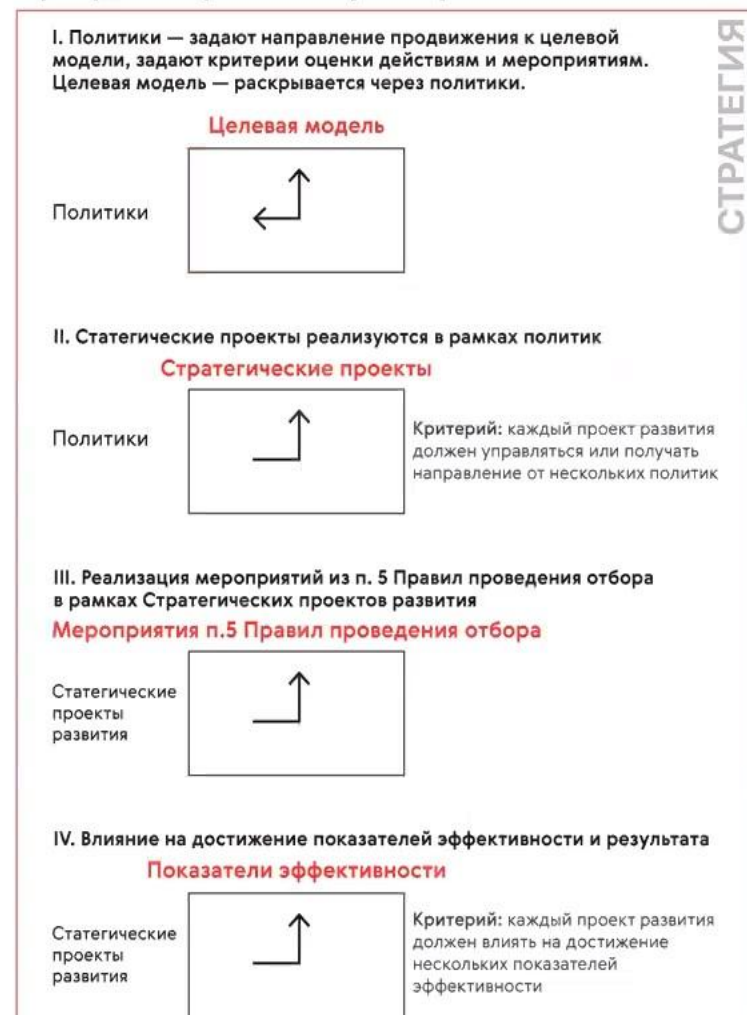 I. Политики — задают направление продвижения к целевой
модели, задают критерии оценки действиям и мероприятиям.
Целевая модель — раскрывается через политики.
СТРАТЕГИЯ
Целевая модель
Политики
II. Статегические проекты реализуются в рамках политик
Стратегические проекты
Политики
Критерий: каждый проект развития
должен управляться или получать
направление от нескольких политик
III. Реализация мероприятий из п. 5 Правил проведения отбора
в рамках Стратегических проектов развития
Мероприятия п.5 Правил проведения отбора
Статегические
проекты
развития
IV. Влияние на достижение показателей эффективности и результата
Показатели эффективности
Статегические
проекты
развития
Критерий: каждый проект развития
должен влиять на достижение
нескольких показателей
эффективности